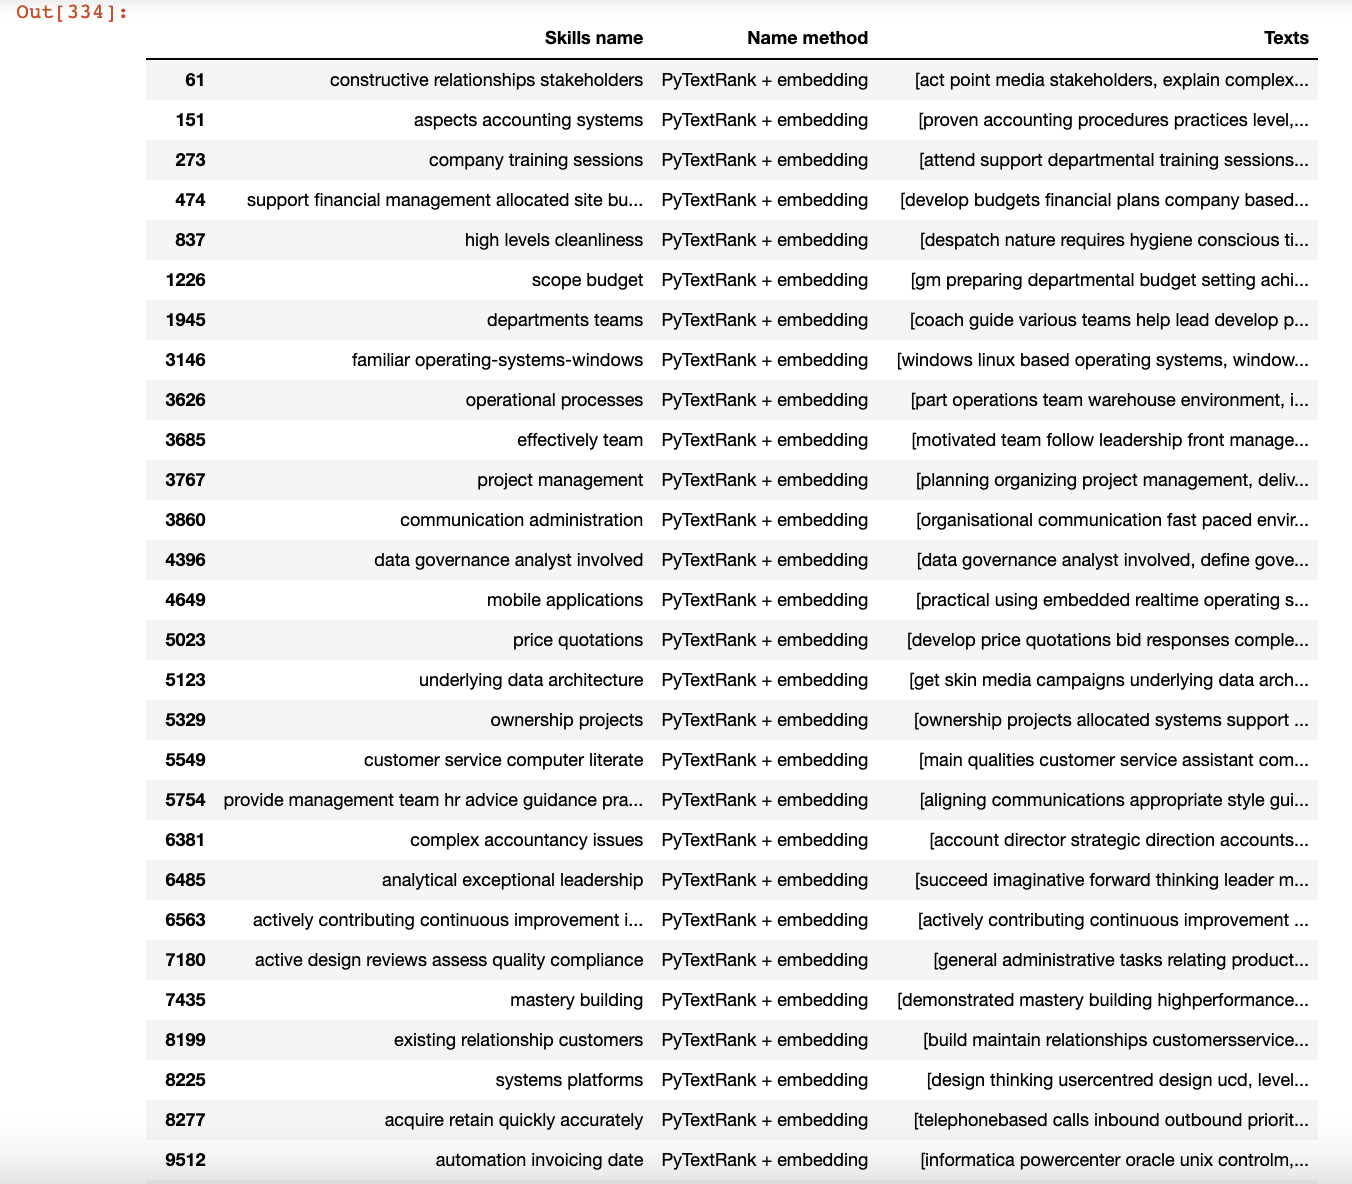 Out[334]:
Skills name Name method Texts
61 constructive relationships stakeholders PyTextRank + embedding [act point media stakeholders, explain complex...
151 aspects accounting systems PyTextRank + embedding [proven accounting procedures practices level,...
273 company training sessions PyTextRank + embedding [attend support departmental training sessions...
474 support financial management allocated site bu... PyTextRank + embedding [develop budgets financial plans company based...
837 high levels cleanliness PyTextRank + embedding [despatch nature requires hygiene conscious ti...
1226 scope budget PyTextRank + embedding [gm preparing departmental budget setting achi...
1945 departments teams PyTextRank + embedding [coach guide various teams help lead develop p...
3146 familiar operating-systems-windows PyTextRank + embedding [windows linux based operating systems, window...
3626 operational processes PyTextRank + embedding [part operations team warehouse environment, i...
3685 effectively team PyTextRank + embedding [motivated team follow leadership front manage...
3767 project management PyTextRank + embedding [planning organizing project management, deliv...
3860 communication administration PyTextRank + embedding [organisational communication fast paced envir...
4396 data governance analyst involved PyTextRank + embedding [data governance analyst involved, define gove...
4649 mobile applications PyTextRank + embedding [practical using embedded realtime operating s...
5023 price quotations PyTextRank + embedding [develop price quotations bid responses comple...
5123 underlying data architecture PyTextRank + embedding [get skin media campaigns underlying data arch...
5329 ownership projects PyTextRank + embedding [ownership projects allocated systems support ...
5549 customer service computer literate PyTextRank + embedding [main qualities customer service assistant com...
5754 provide management team hr advice guidance pra... PyTextRank + embedding [aligning communications appropriate style gui...
6381 complex accountancy issues PyTextRank + embedding [account director strategic direction accounts...
6485 analytical exceptional leadership PyTextRank + embedding [succeed imaginative forward thinking leader m...
6563 actively contributing continuous improvement i... PyTextRank + embedding [actively contributing continuous improvement ...
7180 active design reviews assess quality compliance PyTextRank + embedding [general administrative tasks relating product...
7435 mastery building PyTextRank + embedding [demonstrated mastery building highperformance...
8199 existing relationship customers PyTextRank + embedding [build maintain relationships customersservice...
8225 systems platforms PyTextRank + embedding [design thinking usercentred design ucd, level...
8277 acquire retain quickly accurately PyTextRank + embedding [telephonebased calls inbound outbound priorit...
9512 automation invoicing date PyTextRank + embedding [informatica powercenter oracle unix controlm,...